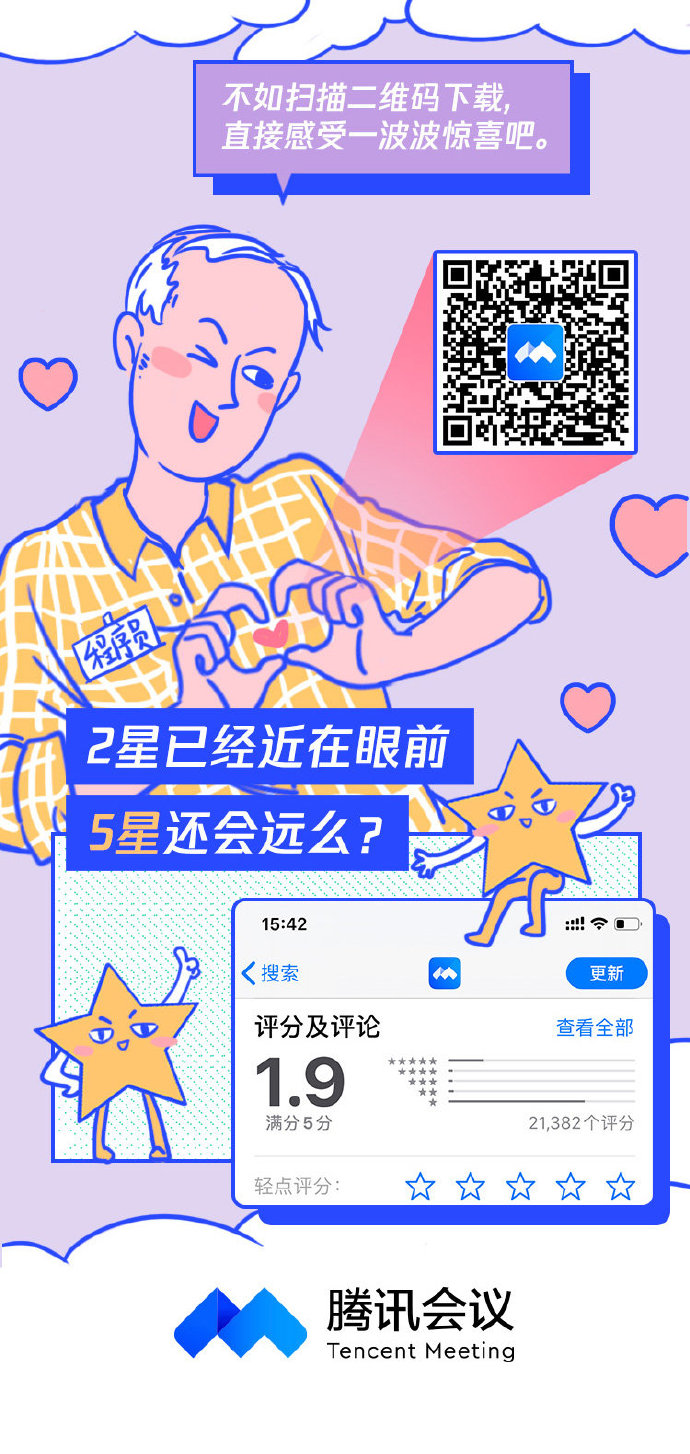 不如扫描二维码下载,
直接感受一波波惊喜吧。
程序员
2星已经近在眼前
5星还会远么?
15:42
搜索
更新
评分及评论
查看全部
1.9
满分5分
21,382个评分
轻点评分:
腾讯会议
Tencent Meeting